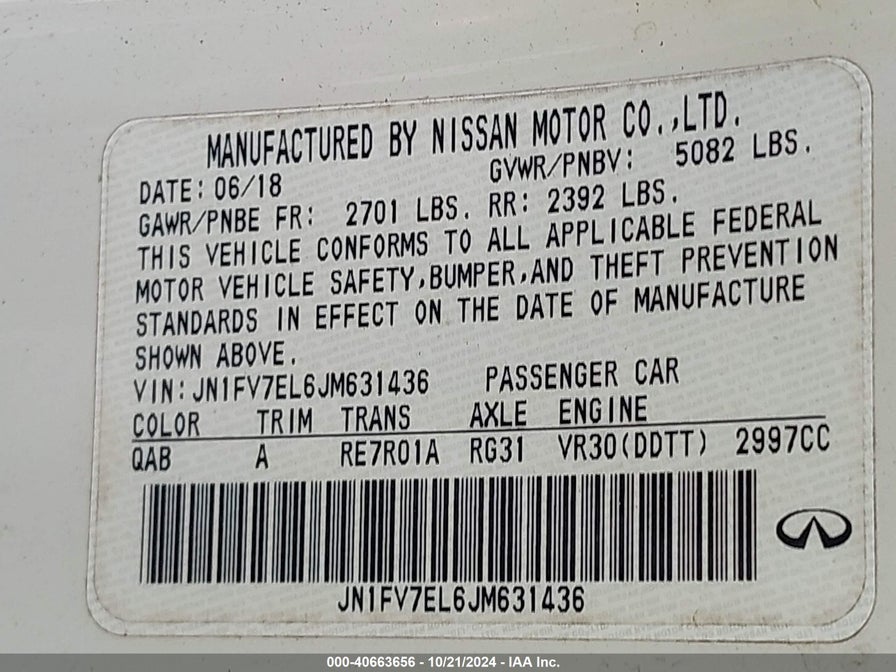 MANUFACTURED BY NISSAN MOTOR CO.,LTD.
DATE: 06/18 GVWR/PNBV: 5082 LBS.
GAWR/PNBE FR: 2701 LBS. RR: 2392 LBS.
THIS VEHICLE CONFORMS TO ALL APPLICABLE FEDERAL
MOTOR VEHICLE SAFETY,BUMPER,AND THEFT PREVENTION
STANDARDS IN EFFECT ON THE DATE OF MANUFACTURE
SHOWN ABOVE.
VIN:JN1FV7EL6JM631436 PASSENGER CAR
COLOR TRIM TRANS AXLE ENGINE
QAB A RE7R01A RG31 VR30(DDTT) 2997CC
JN1FV7EL6JM631436
000-40663656 - 10/21/2024 - IAA Inc.